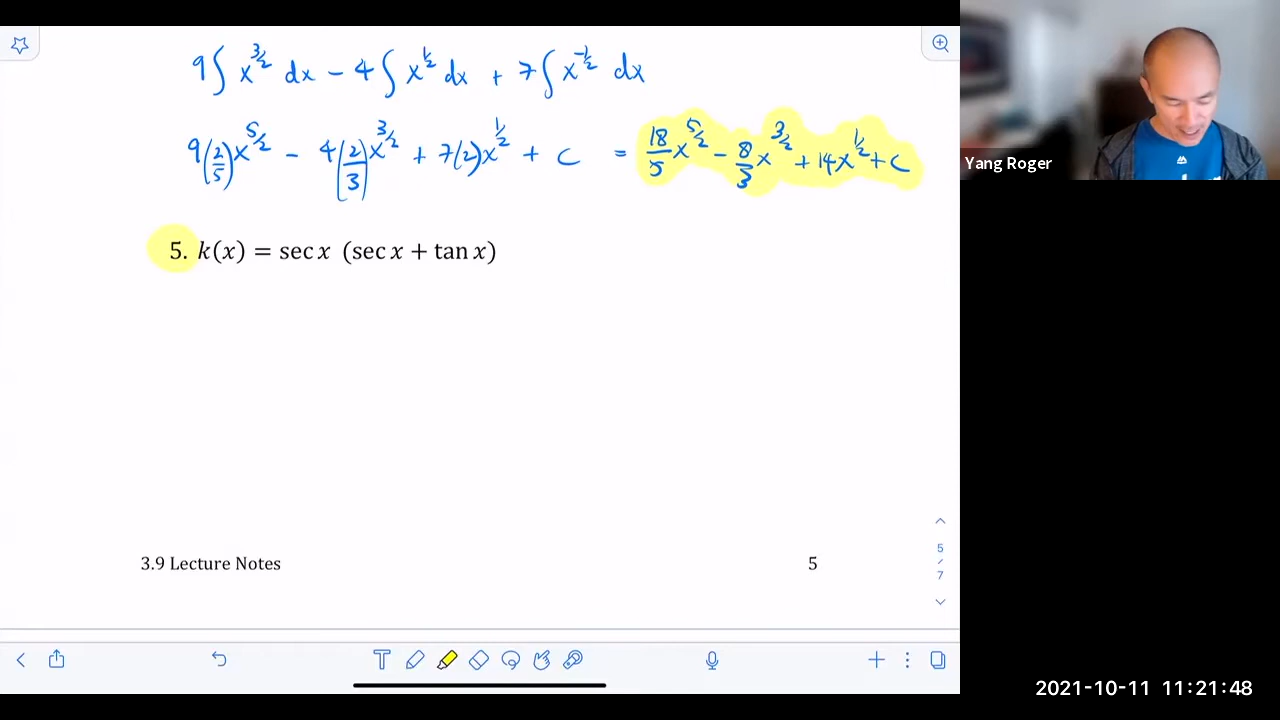 9∫ x^{3/2} dx - 4∫ x^{1/2} dx + 7∫ x^{-1/2} dx
9(2/5)x^{5/2} - 4(2/3)x^{3/2} + 7(2)x^{1/2} + C = 18/5 x^{5/2} - 8/3 x^{3/2} + 14x^{1/2} + C
Yang Roger
5. k(x) = sec x (sec x + tan x)
3.9 Lecture Notes 5
5 / 7
T
2021-10-11 11:21:48